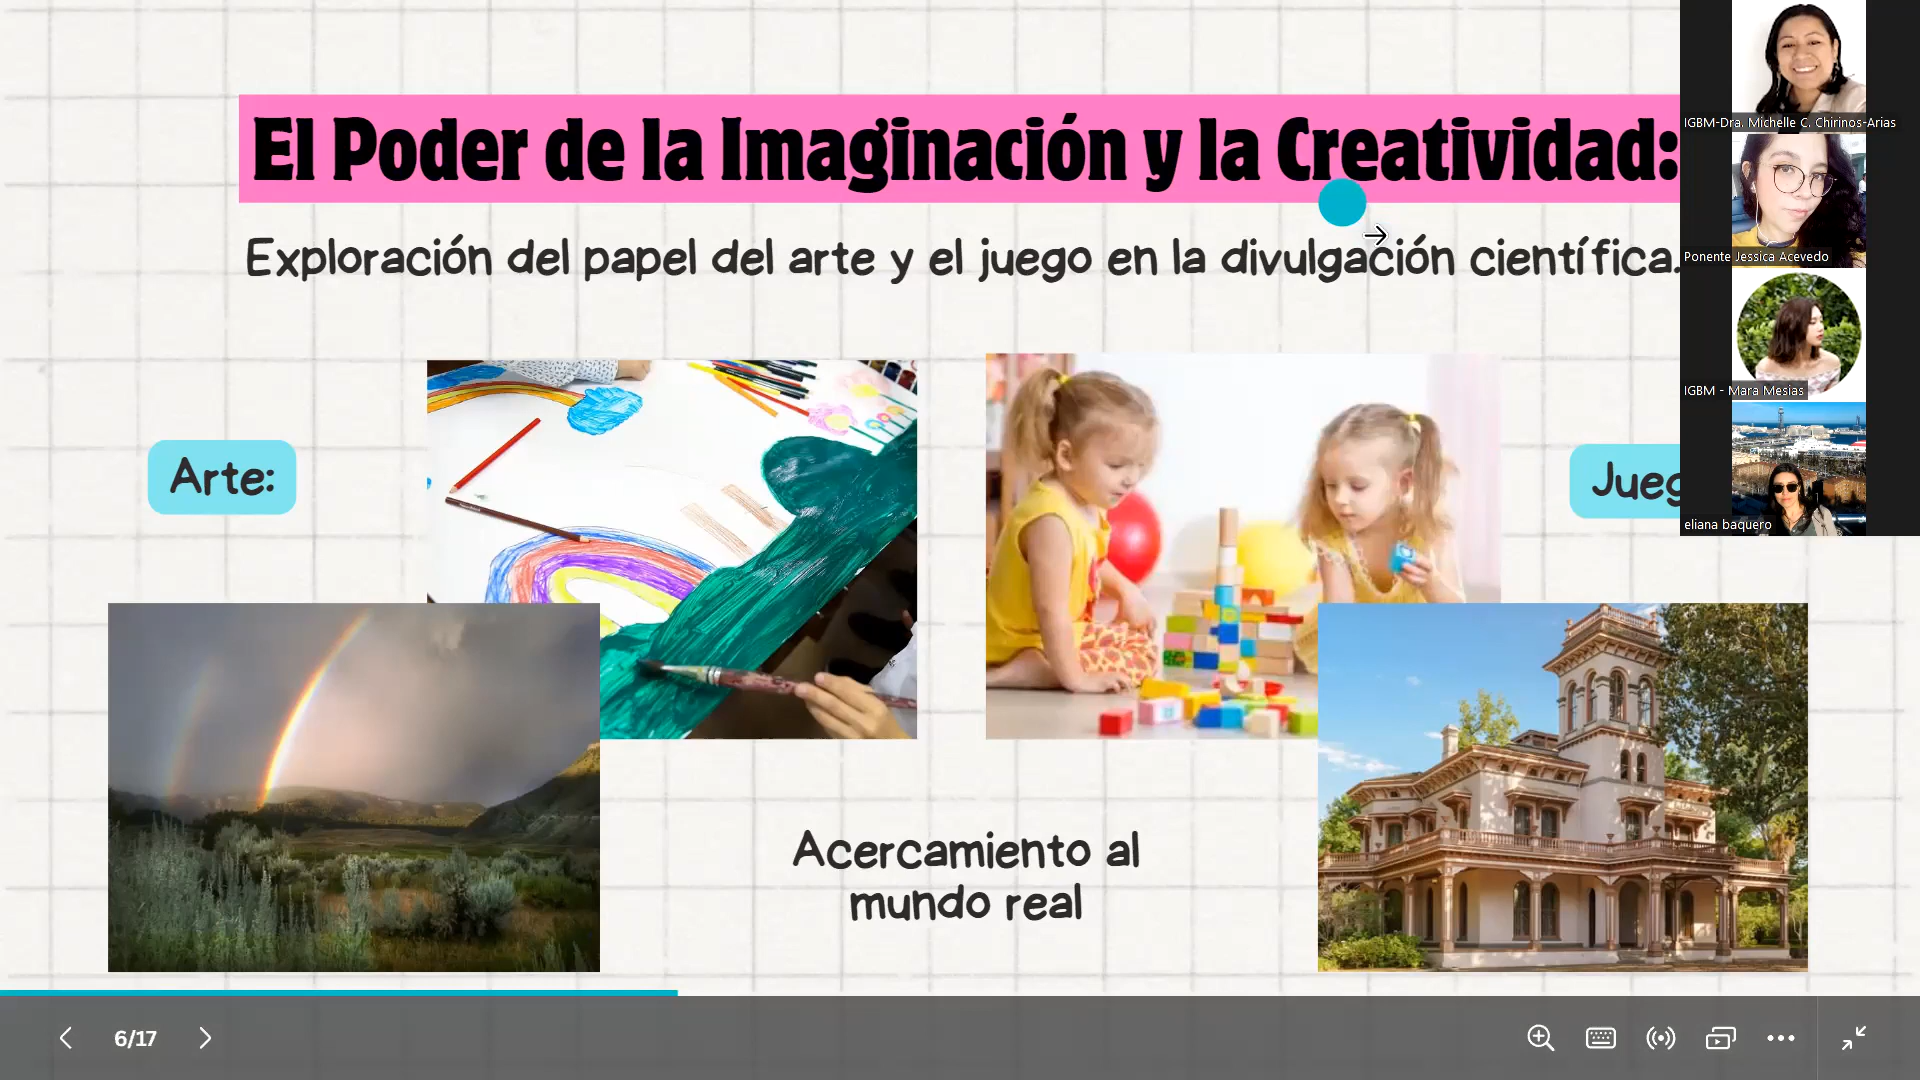 El Poder de la Imaginación y la Creatividad:
Exploración del papel del arte y el juego en la divulgación científica.
Arte:
Jueg
Acercamiento al
mundo real
IGBM-Dra. Michelle C. Chirinos-Arias
Ponente Jessica Acevedo
IGBM - Mara Mesias
eliana baquero
6/17